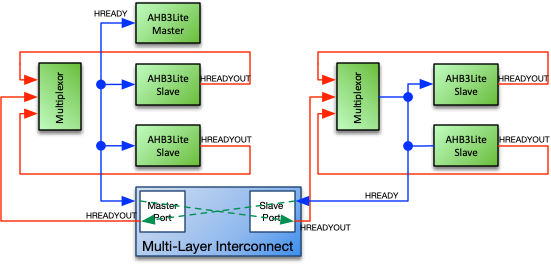 HREADY
AHB3Lite
Master
Multiplexor
AHB3Lite
Slave
HREADYOUT
AHB3Lite
Slave
HREADYOUT
Multiplexor
AHB3Lite
Slave
HREADYOUT
AHB3Lite
Slave
HREADYOUT
HREADY
Master
Port
HREADYOUT
Slave
Port
HREADYOUT
Multi-Layer Interconnect